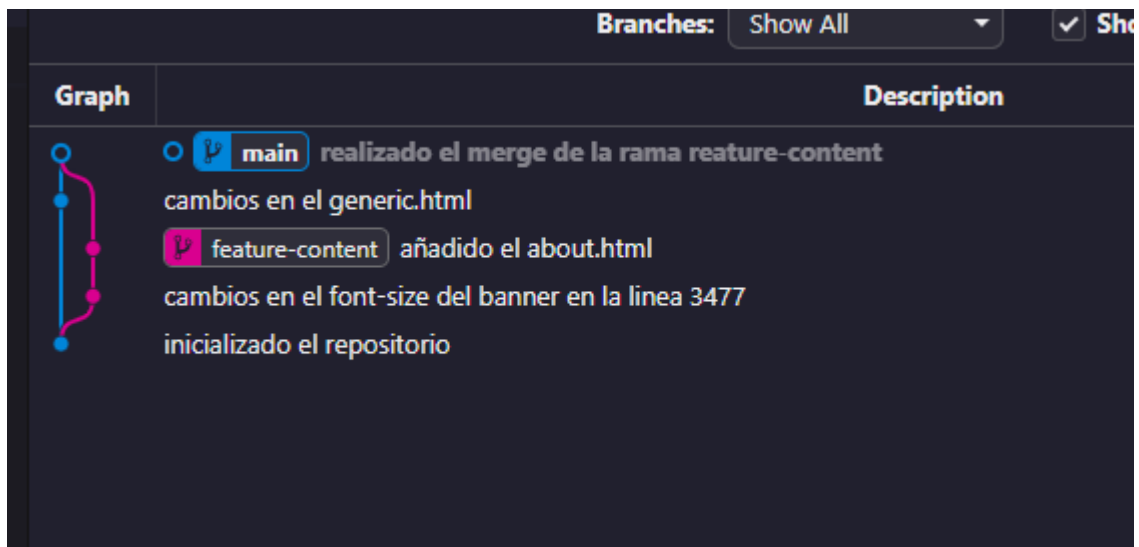 Branches: Show All
Graph Description
main realizado el merge de la rama reature-content
cambios en el generic.html
feature-content añadido el about.html
cambios en el font-size del banner en la linea 3477
inicializado el repositorio